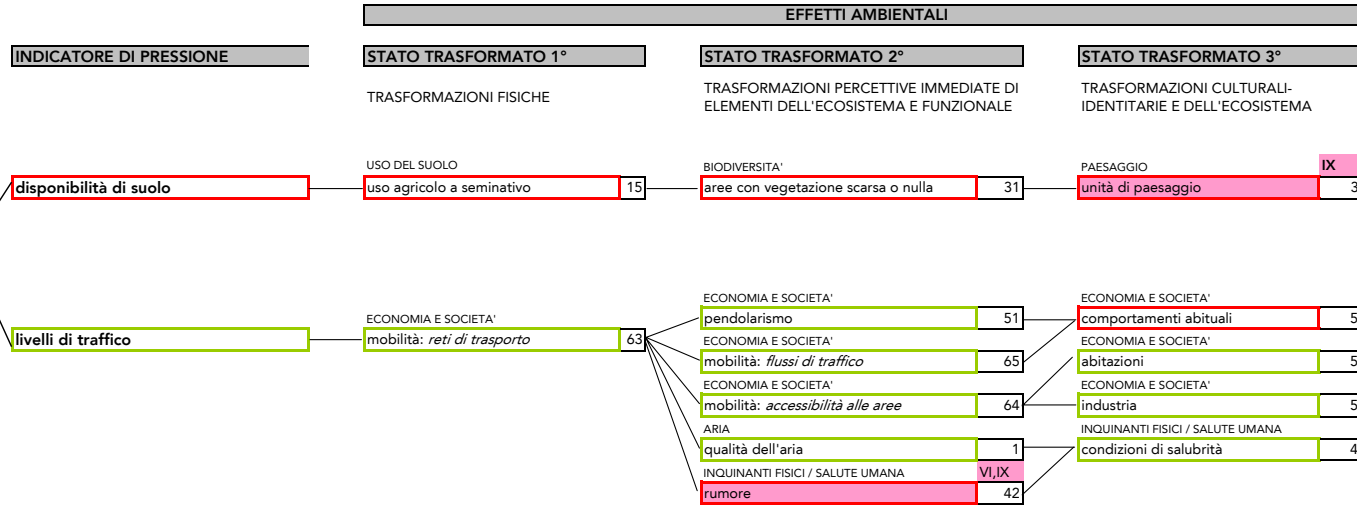 EFFETTI AMBIENTALI
INDICATORE DI PRESSIONE
STATO TRASFORMATO 1°
STATO TRASFORMATO 2°
STATO TRASFORMATO 3°
TRASFORMAZIONI FISICHE
TRASFORMAZIONI PERCETTIVE IMMEDIATE DI
ELEMENTI DELL'ECOSISTEMA E FUNZIONALE
TRASFORMAZIONI CULTURALI-
IDENTITARIE E DELL'ECOSISTEMA
USO DEL SUOLO
BIODIVERSITA'
PAESAGGIO IX
disponibilità di suolo
uso agricolo a seminativo 15
aree con vegetazione scarsa o nulla 31
unità di paesaggio 3
ECONOMIA E SOCIETA'
ECONOMIA E SOCIETA'
pendolarismo 51
comportamenti abituali 5
ECONOMIA E SOCIETA'
livelli di traffico
mobilità: reti di trasporto 63
ECONOMIA E SOCIETA'
ECONOMIA E SOCIETA'
mobilità: flussi di traffico 65
abitazioni 5
ECONOMIA E SOCIETA'
ECONOMIA E SOCIETA'
mobilità: accessibilità alle aree 64
industria 5
ARIA
INQUINANTI FISICI / SALUTE UMANA
qualità dell'aria 1
condizioni di salubrità 4
INQUINANTI FISICI / SALUTE UMANA VI,IX
rumore 42